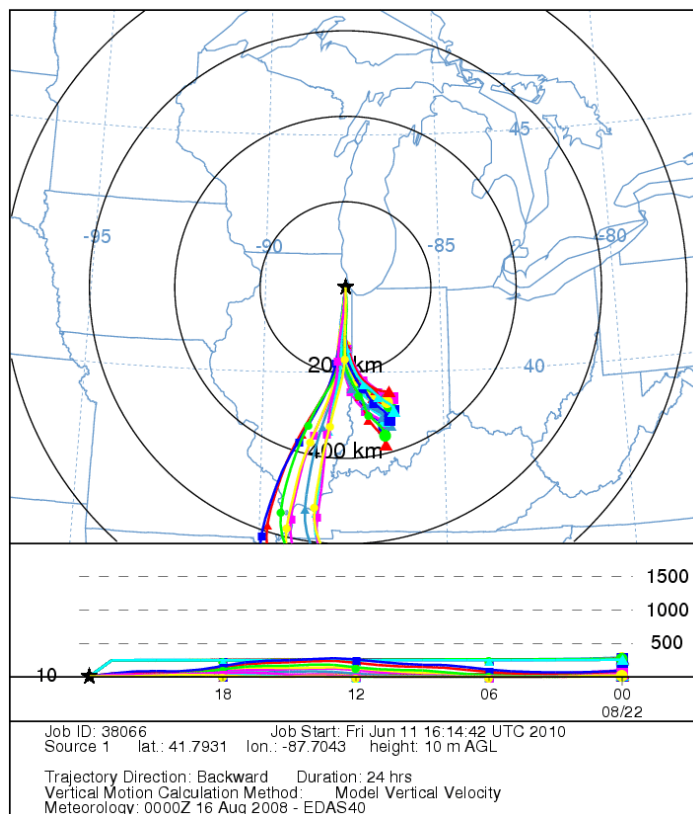 45
-95
-90
-85
-80
200 km
40
400 km
1500
1000
500
10
18 12 06 00
08/22
Job ID: 38066 Job Start: Fri Jun 11 16:14:42 UTC 2010
Source 1 lat.: 41.7931 lon.: -87.7043 height: 10 m AGL
Trajectory Direction: Backward Duration: 24 hrs
Vertical Motion Calculation Method: Model Vertical Velocity
Meteorology: 0000Z 16 Aug 2008 - EDAS40